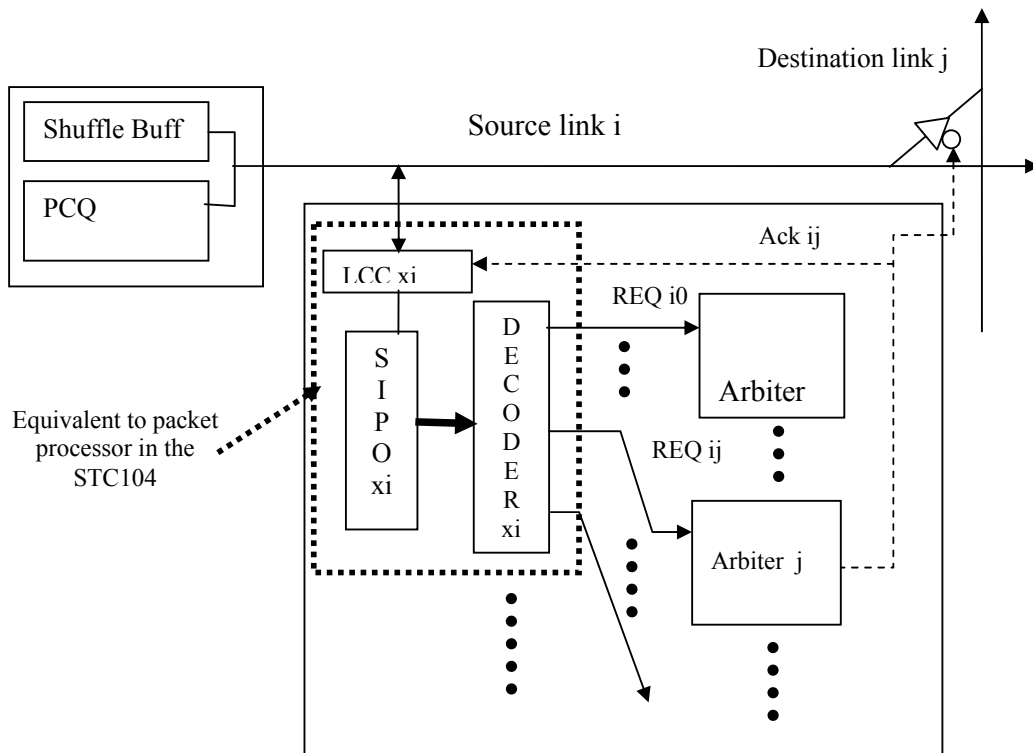 Destination link j
Shuffle Buff
Source link i
PCQ
Ack ij
LCC xi
REQ i0
S
I
P
O
xi
D
E
C
O
D
E
R
xi
Arbiter
Equivalent to packet
processor in the
STC104
REQ ij
Arbiter j